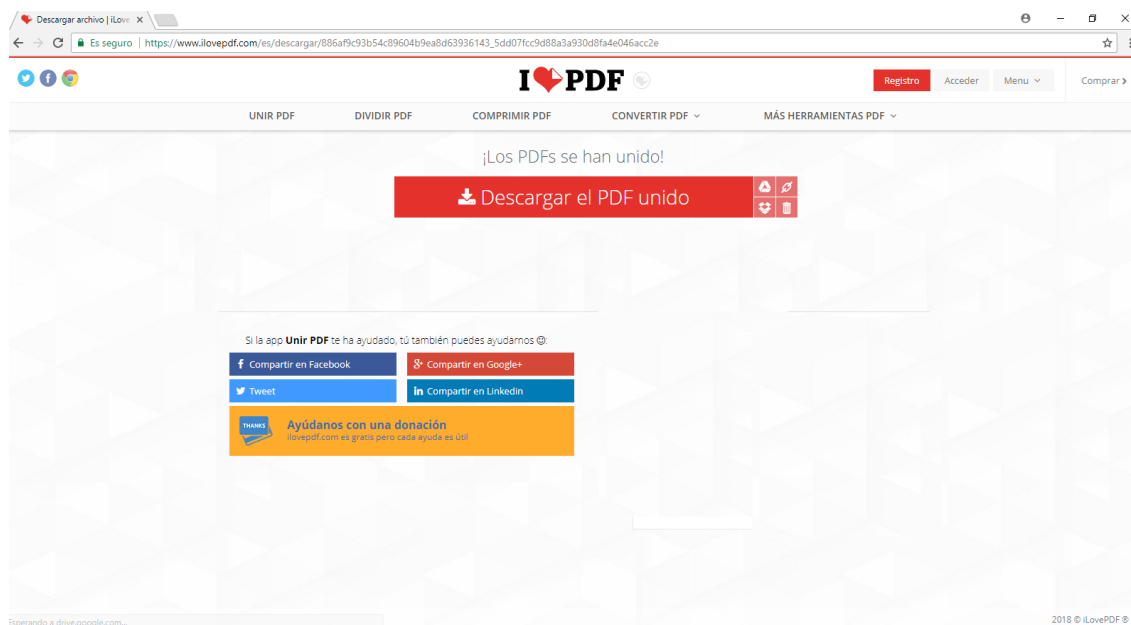 Descargar archivo | iLove
Es seguro | https://www.ilovepdf.com/es/descargar/886af9c93b54c89604b9ea8d63936143_5dd07fcc9d88a3a930d8fa4e046acc2e
I PDF
Registro Acceder Menu Comprar
UNIR PDF DIVIDIR PDF COMPRIMIR PDF CONVERTIR PDF MÁS HERRAMIENTAS PDF
¡Los PDFs se han unido!
Descargar el PDF unido
Si la app Unir PDF te ha ayudado, tú también puedes ayudarnos ☺:
Compartir en Facebook
Compartir en Google+
Tweet
Compartir en Linkedin
THANKS
Ayúdanos con una donación
ilovepdf.com es gratis pero cada ayuda es útil
Esperando a drive.google.com...
2018 © iLovePDF ®